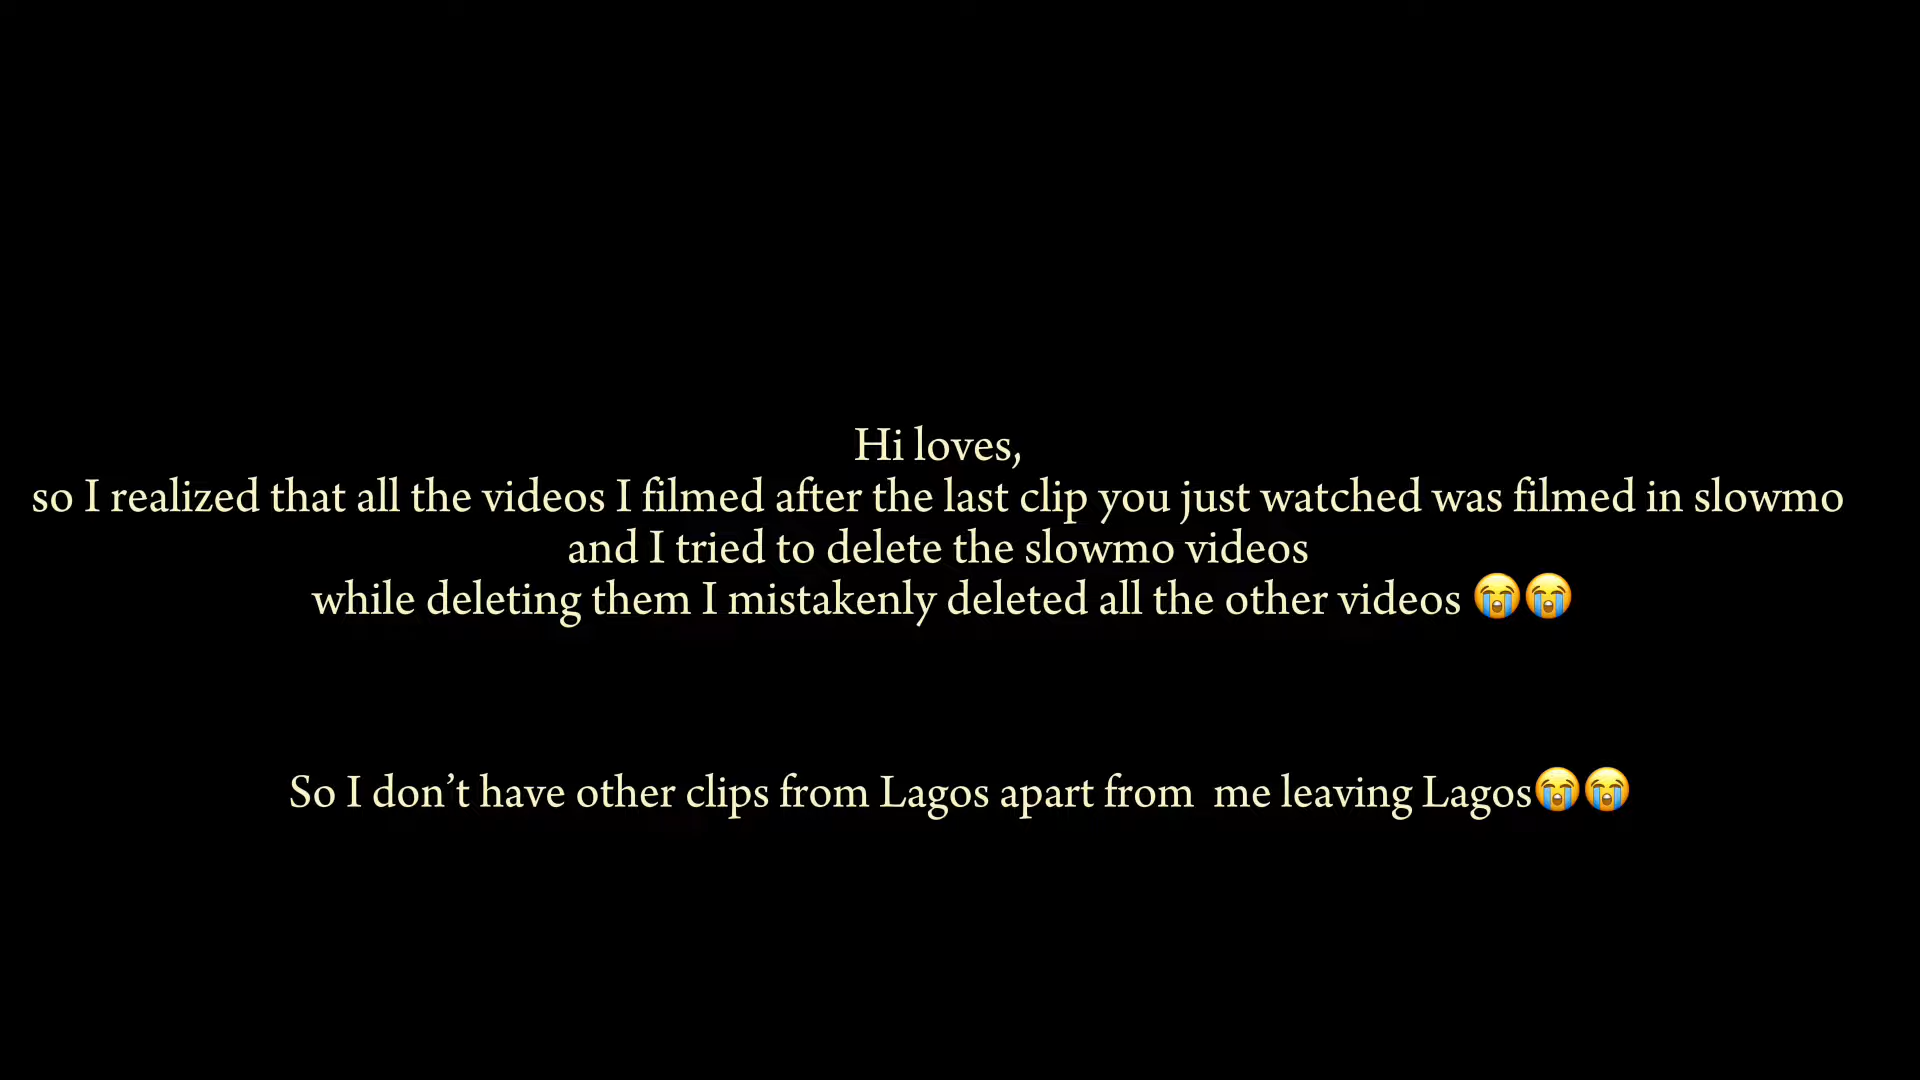 Hi loves,
so I realized that all the videos I filmed after the last clip you just watched was filmed in slowmo
and I tried to delete the slowmo videos
while deleting them I mistakenly deleted all the other videos 😭😭
So I don’t have other clips from Lagos apart from  me leaving Lagos😭😭